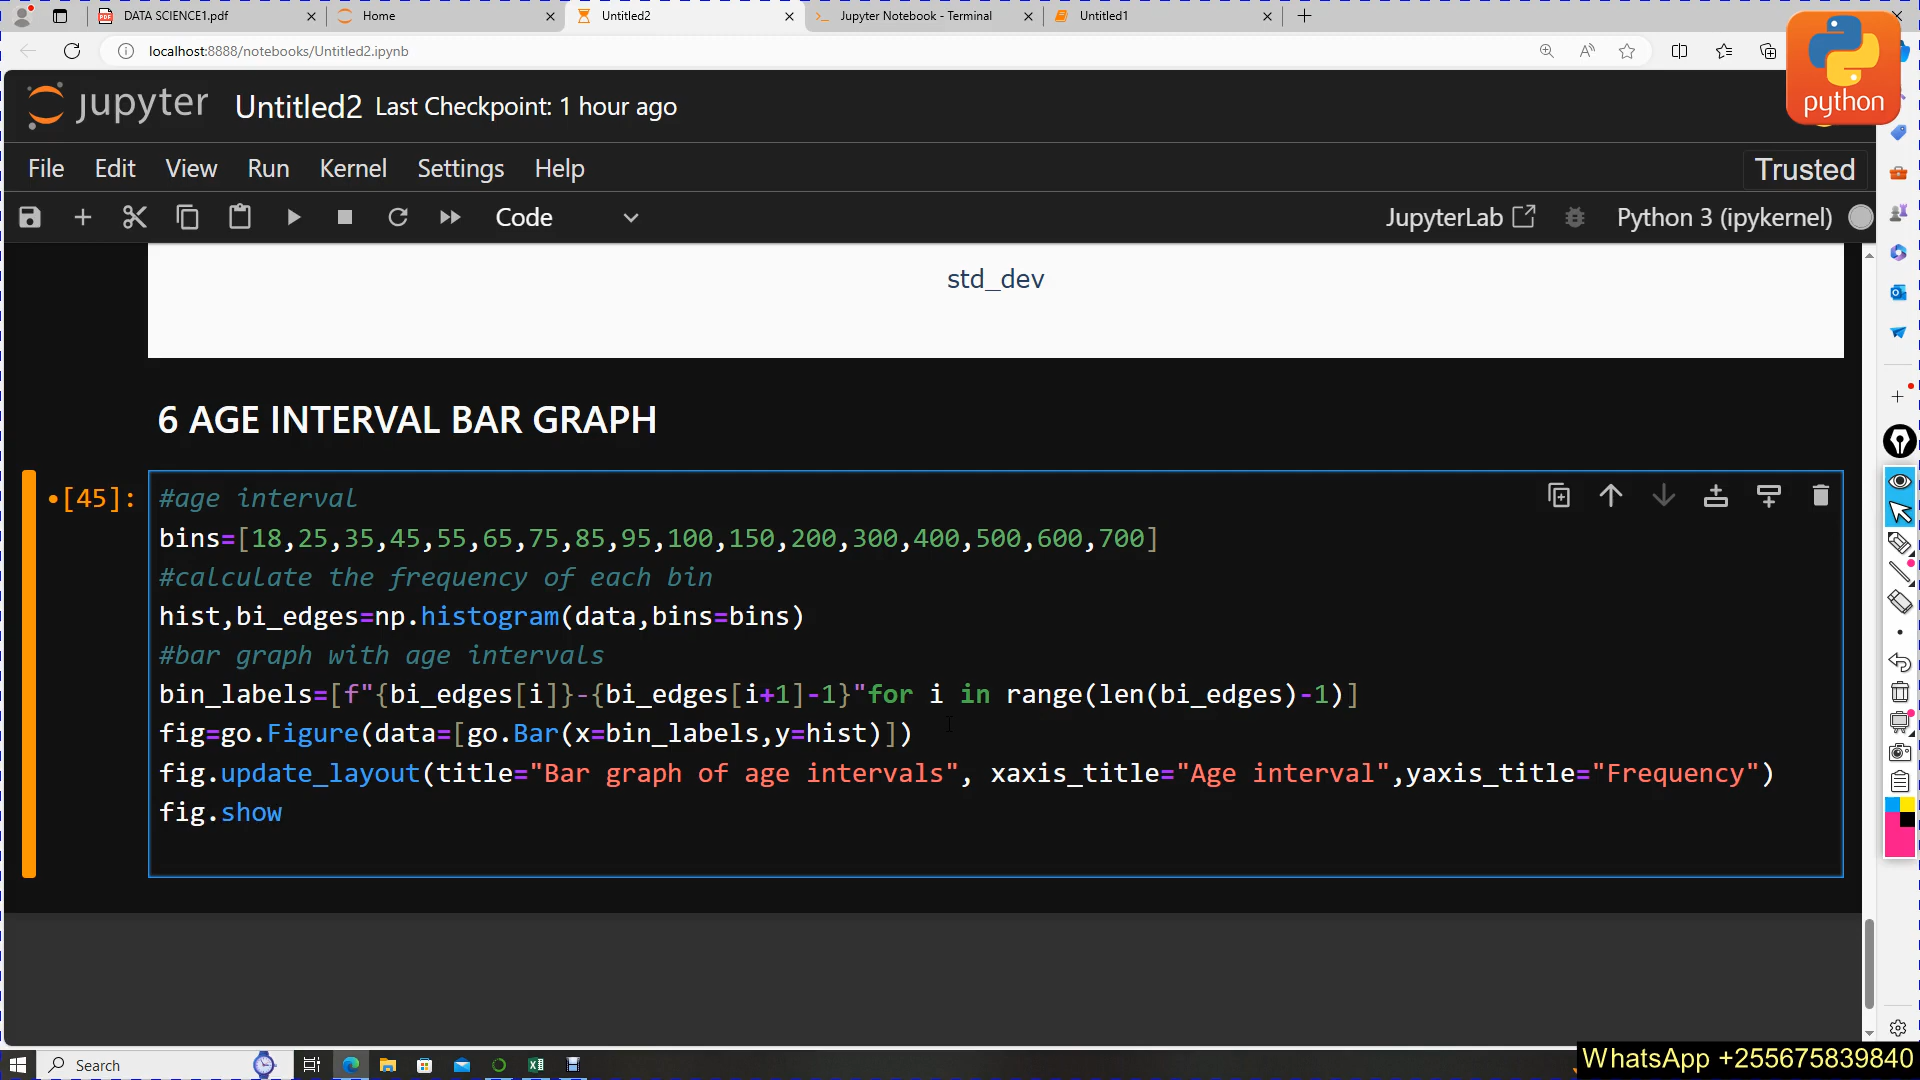 DATA SCIENCE1.pdf
Home
Untitled2
Jupyter Notebook - Terminal
Untitled1
localhost:8888/notebooks/Untitled2.ipynb
python
jupyter Untitled2 Last Checkpoint: 1 hour ago
File Edit View Run Kernel Settings Help
Trusted
Code
JupyterLab
Python 3 (ipykernel)
std_dev
6 AGE INTERVAL BAR GRAPH
•[45]:
#age interval
bins=[18,25,35,45,55,65,75,85,95,100,150,200,300,400,500,600,700]
#calculate the frequency of each bin
hist,bi_edges=np.histogram(data,bins=bins)
#bar graph with age intervals
bin_labels=[f"{bi_edges[i]}-{bi_edges[i+1]-1}"for i in range(len(bi_edges)-1)]
fig=go.Figure(data=[go.Bar(x=bin_labels,y=hist)])
fig.update_layout(title="Bar graph of age intervals", xaxis_title="Age interval",yaxis_title="Frequency")
fig.show
Search
WhatsApp +255675839840